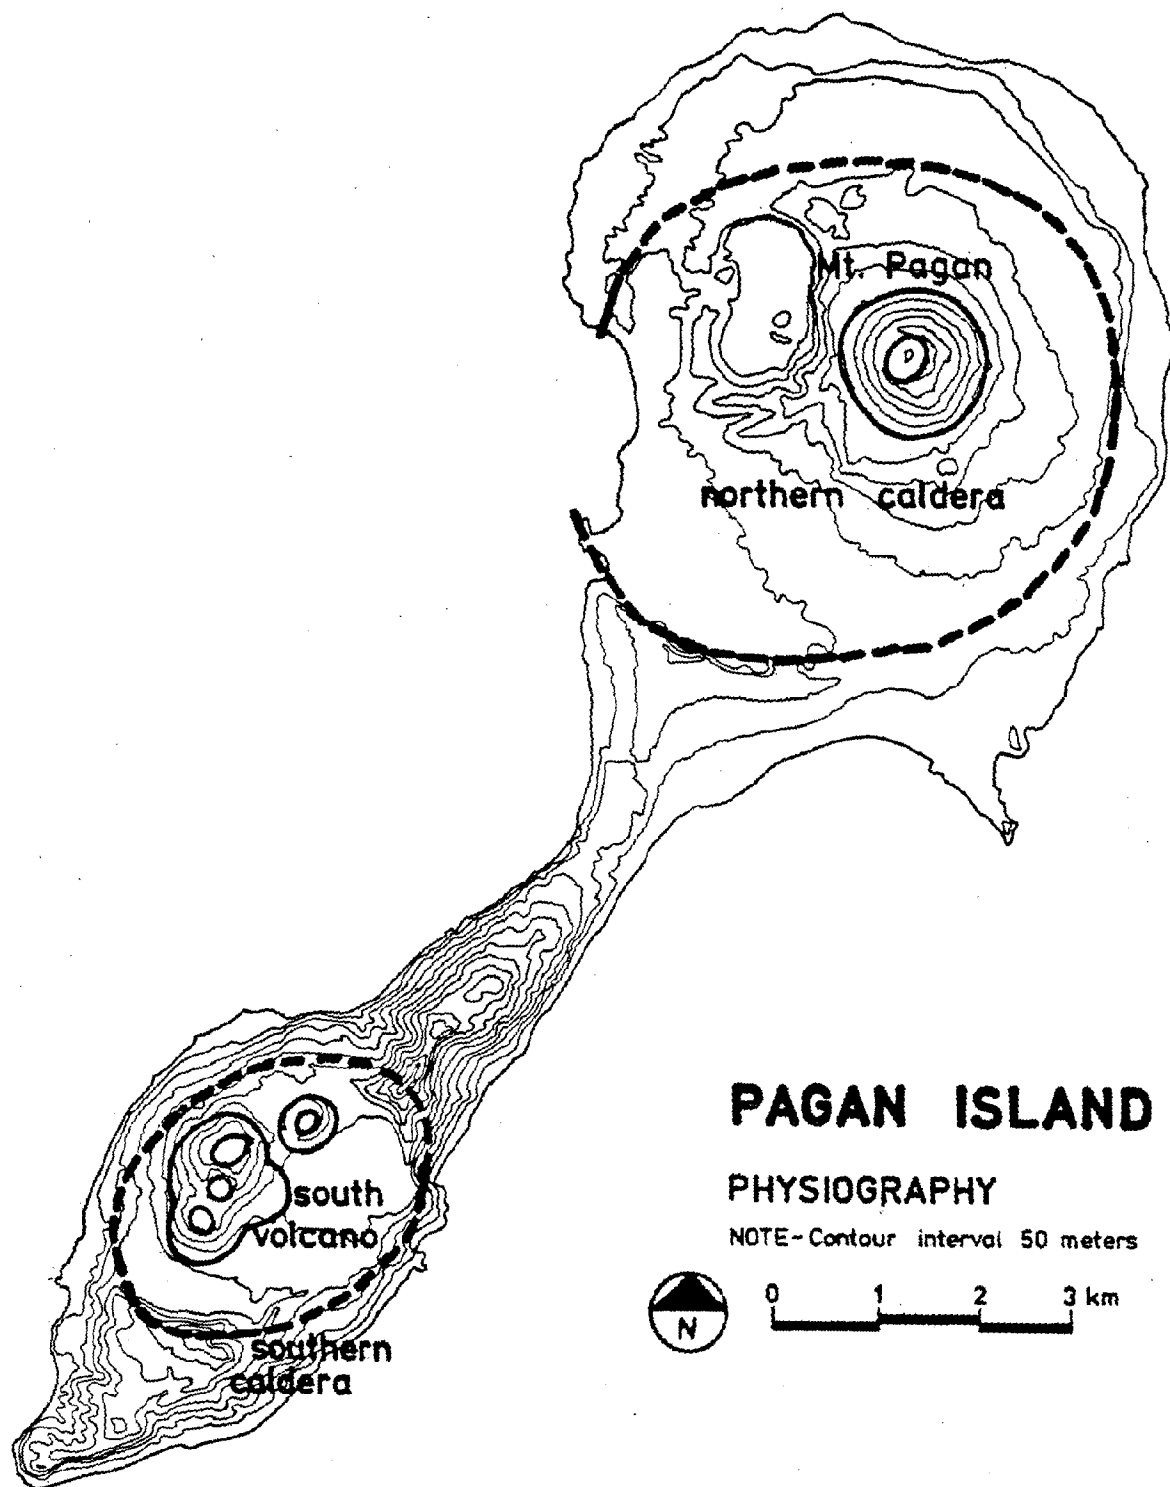 Mt. Pagan
northern caldera
south
volcano
southern
caldera
PAGAN ISLAND
PHYSIOGRAPHY
NOTE-Contour interval 50 meters
N
0 1 2 3 km